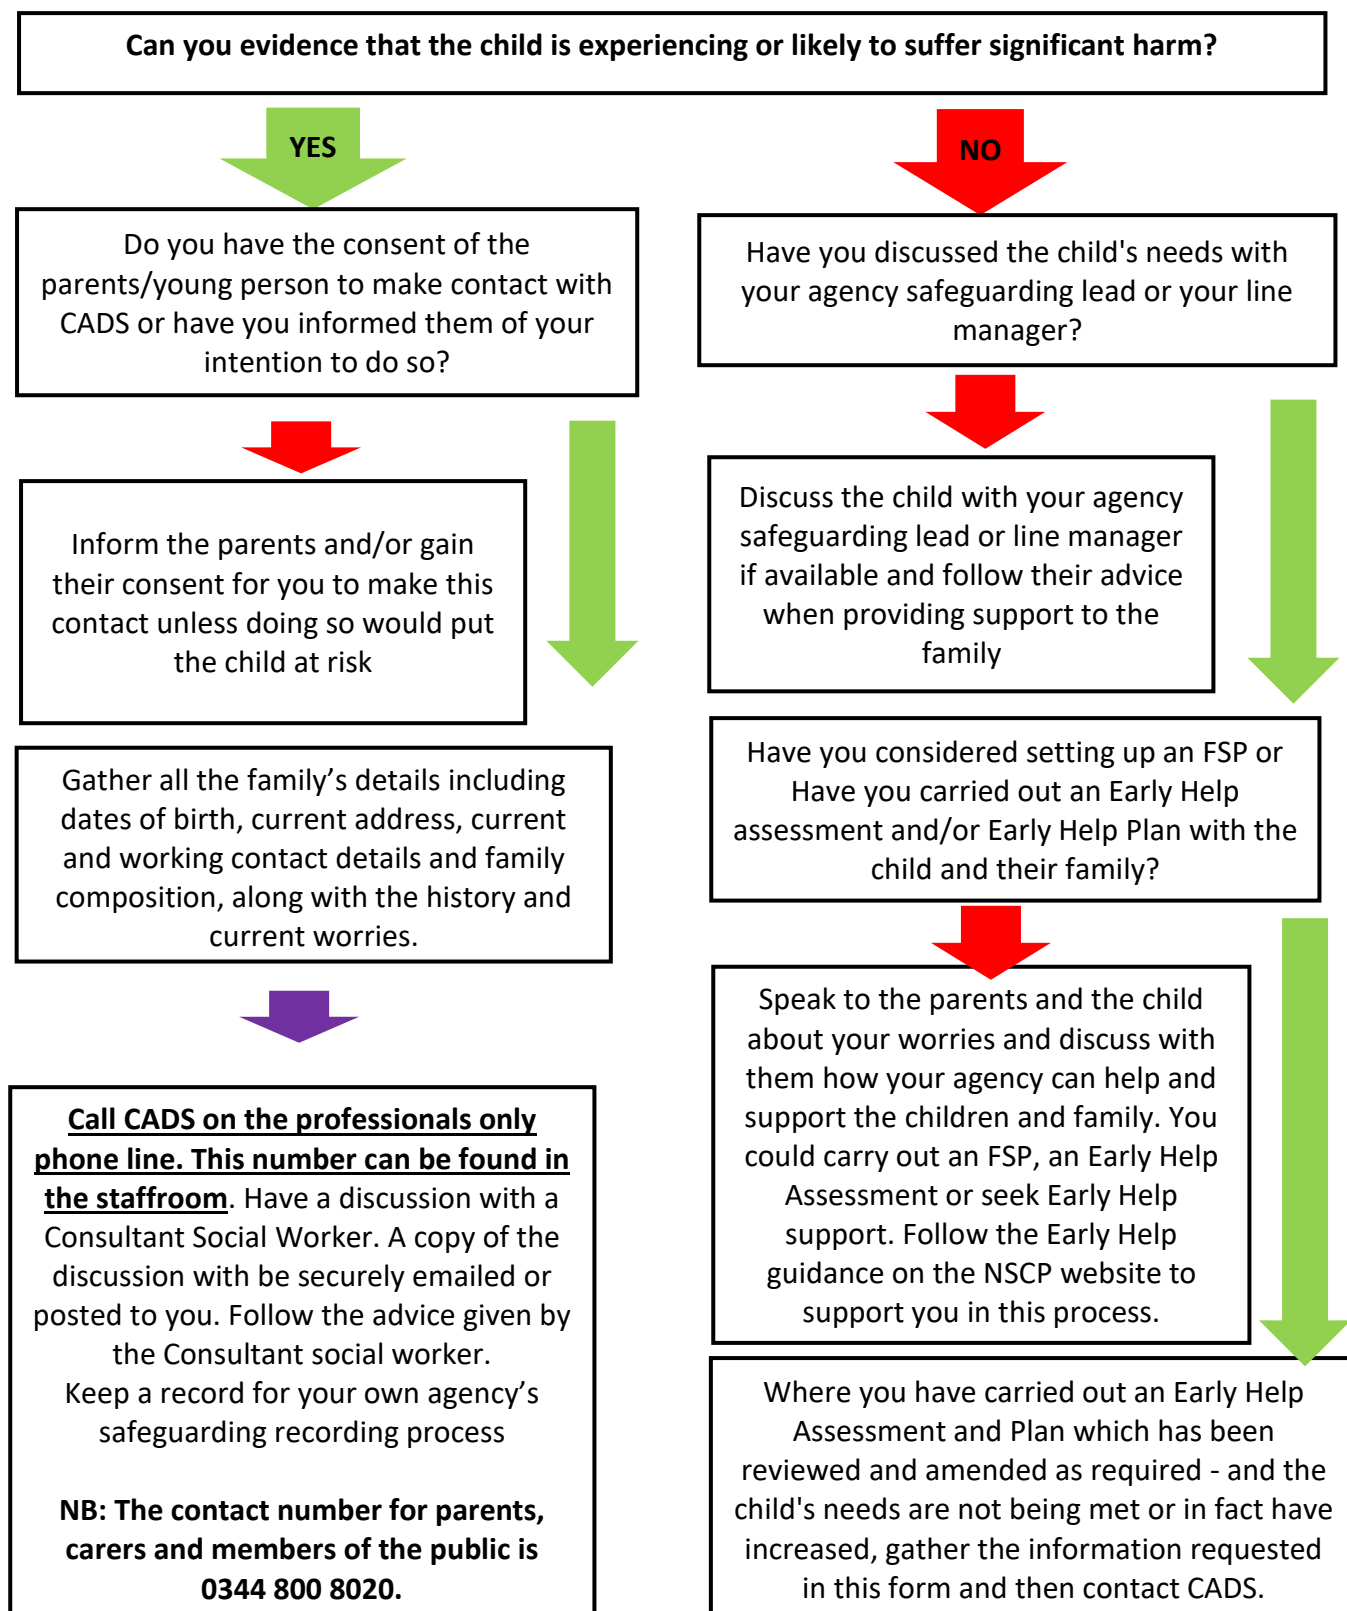 Can you evidence that the child is experiencing or likely to suffer significant harm?
YES
NO
Do you have the consent of the
parents/young person to make contact with
CADS or have you informed them of your
intention to do so?
Have you discussed the child's needs with
your agency safeguarding lead or your line
manager?
Inform the parents and/or gain
their consent for you to make this
contact unless doing so would put
the child at risk
Discuss the child with your agency
safeguarding lead or line manager
if available and follow their advice
when providing support to the
family
Gather all the family’s details including
dates of birth, current address, current
and working contact details and family
composition, along with the history and
current worries.
Have you considered setting up an FSP or
Have you carried out an Early Help
assessment and/or Early Help Plan with the
child and their family?
Speak to the parents and the child
about your worries and discuss with
them how your agency can help and
support the children and family. You
could carry out an FSP, an Early Help
Assessment or seek Early Help
support. Follow the Early Help
guidance on the NSCP website to
support you in this process.
Call CADS on the professionals only
phone line. This number can be found in
the staffroom. Have a discussion with a
Consultant Social Worker. A copy of the
discussion with be securely emailed or
posted to you. Follow the advice given by
the Consultant social worker.
Keep a record for your own agency’s
safeguarding recording process
NB: The contact number for parents,
carers and members of the public is
0344 800 8020.
Where you have carried out an Early Help
Assessment and Plan which has been
reviewed and amended as required - and the
child's needs are not being met or in fact have
increased, gather the information requested
in this form and then contact CADS.